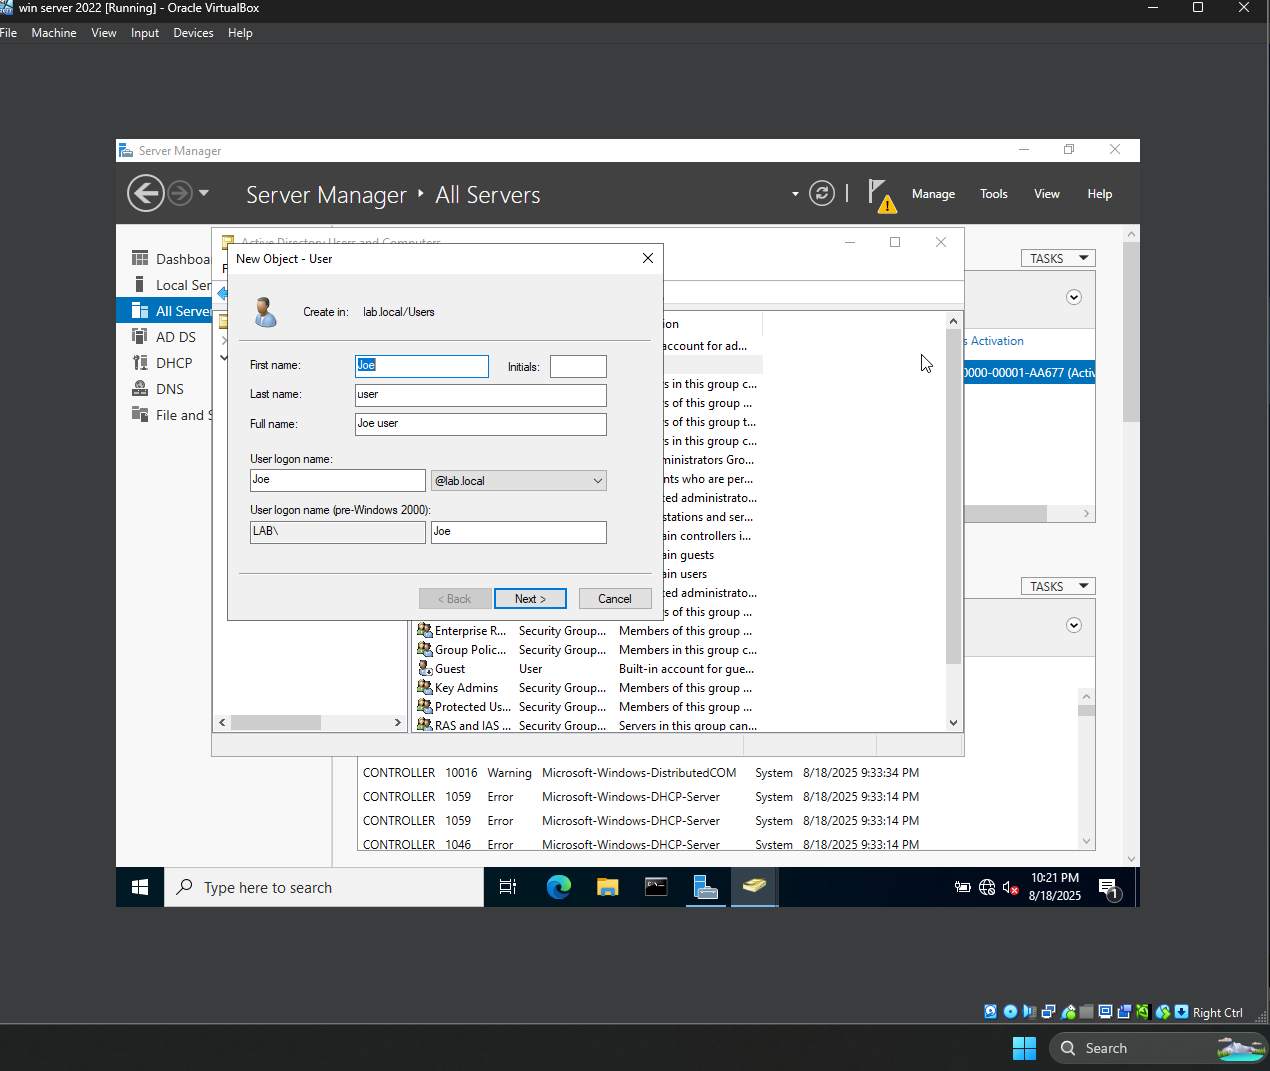 win server 2022 [Running] - Oracle VirtualBox
File Machine View Input Devices Help
Server Manager
Server Manager All Servers
Manage Tools View Help
Active Directory Users and Computers
New Object - User
Create in: lab.local/Users
First name: Joe Initials:
Last name: user
Full name: Joe user
User logon name:
Joe @lab.local
User logon name (pre-Windows 2000):
LAB\ Joe
< Back Next > Cancel
Dashboa
Local Ser
All Server
AD DS
DHCP
DNS
File and S
ion
account for ad...
rs in this group c...
rs of this group ...
rs of this group t...
rs in this group c...
ministrators Gro...
nts who are per...
ted administrato...
stations and ser...
ain controllers i...
ain guests
ain users
ted administrato...
rs of this group ...
Enterprise R... Security Group... Members of this group ...
Group Polic... Security Group... Members in this group c...
Guest User Built-in account for gue...
Key Admins Security Group... Members of this group ...
Protected Us... Security Group... Members of this group ...
RAS and IAS ... Security Group... Servers in this group can...
TASKS
s Activation
0000-00001-AA677 (Activ
TASKS
CONTROLLER 10016 Warning Microsoft-Windows-DistributedCOM System 8/18/2025 9:33:34 PM
CONTROLLER 1059 Error Microsoft-Windows-DHCP-Server System 8/18/2025 9:33:14 PM
CONTROLLER 1059 Error Microsoft-Windows-DHCP-Server System 8/18/2025 9:33:14 PM
CONTROLLER 1046 Error Microsoft-Windows-DHCP-Server System 8/18/2025 9:33:14 PM
Type here to search
10:21 PM
8/18/2025
1
Right Ctrl
Search